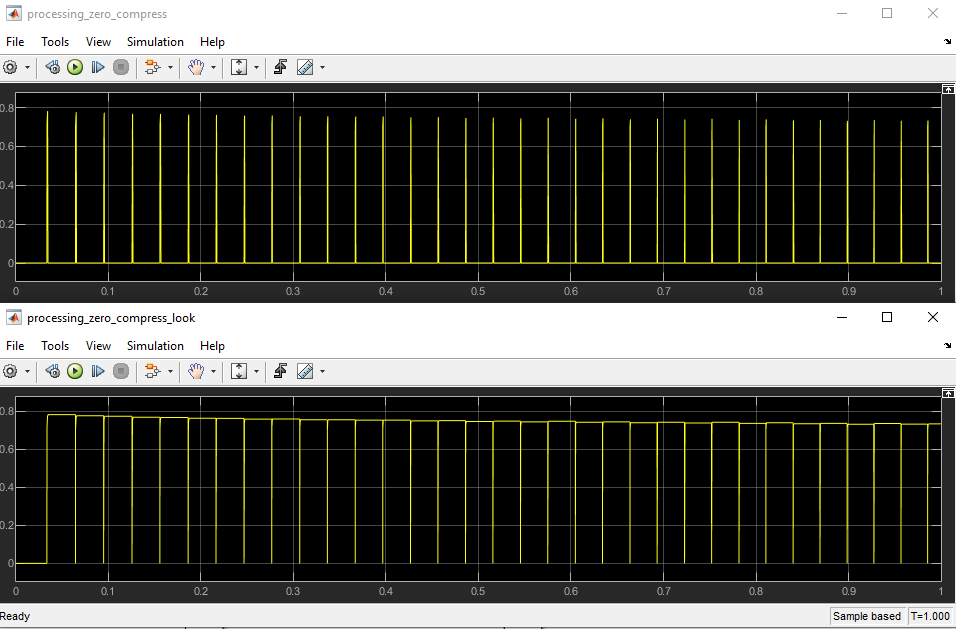 processing_zero_compress
File Tools View Simulation Help
0.8
0.6
0.4
0.2
0
0 0.1 0.2 0.3 0.4 0.5 0.6 0.7 0.8 0.9 1
processing_zero_compress_look
File Tools View Simulation Help
0.8
0.6
0.4
0.2
0
0 0.1 0.2 0.3 0.4 0.5 0.6 0.7 0.8 0.9 1
Ready Sample based T=1.000